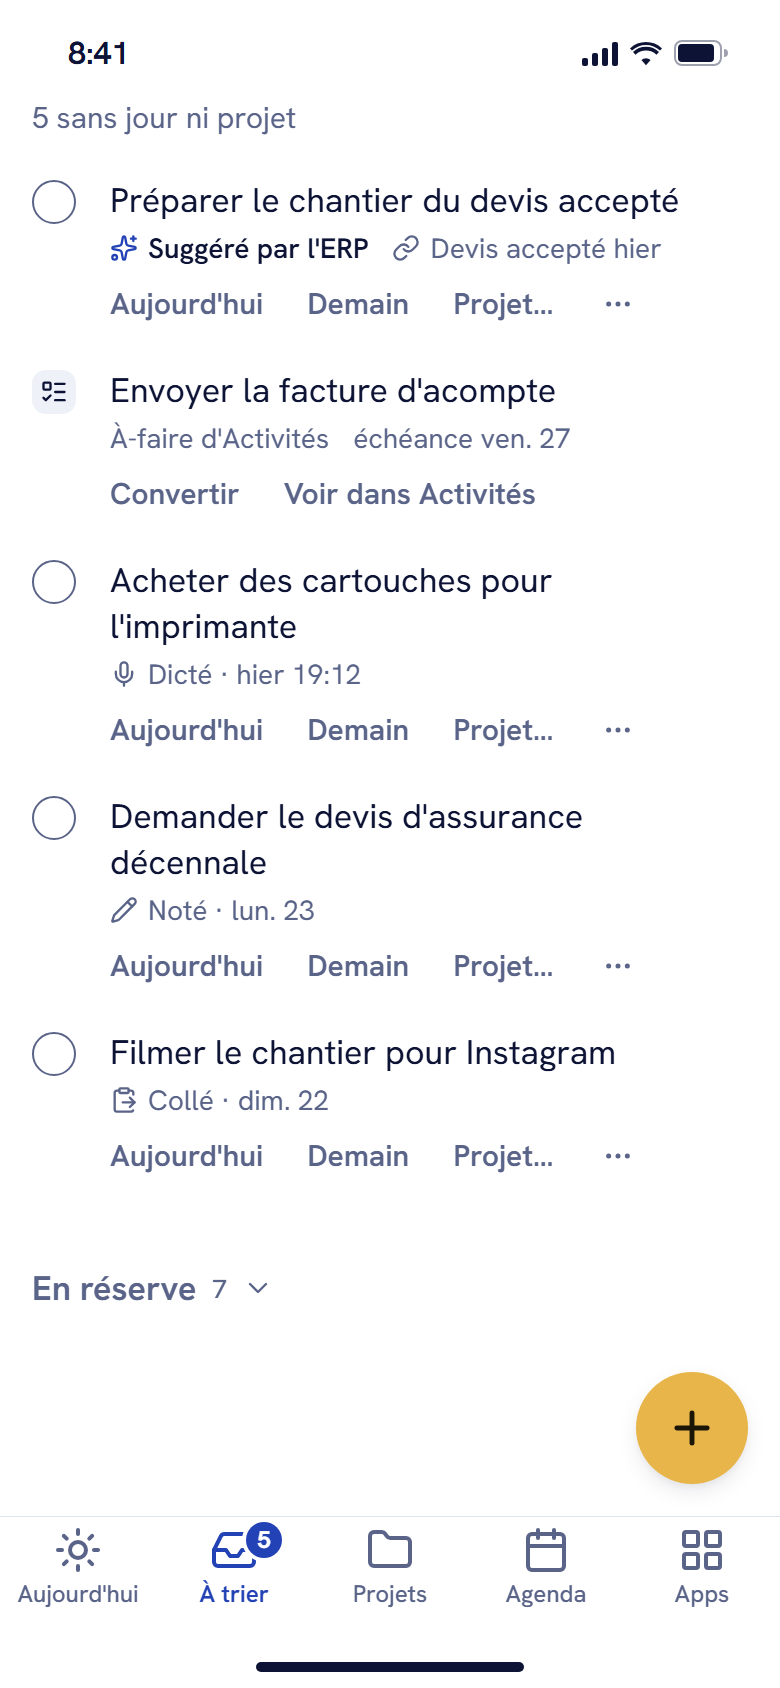 8:41
5 sans jour ni projet
Préparer le chantier du devis accepté
Suggéré par l'ERP Devis accepté hier
Aujourd'hui Demain Projet... ...
Envoyer la facture d'acompte
À-faire d'Activités échéance ven. 27
Convertir Voir dans Activités
Acheter des cartouches pour
l'imprimante
Dicté · hier 19:12
Aujourd'hui Demain Projet... ...
Demander le devis d'assurance
décennale
Noté · lun. 23
Aujourd'hui Demain Projet... ...
Filmer le chantier pour Instagram
Collé · dim. 22
Aujourd'hui Demain Projet... ...
En réserve 7
5
Aujourd'hui À trier Projets Agenda Apps